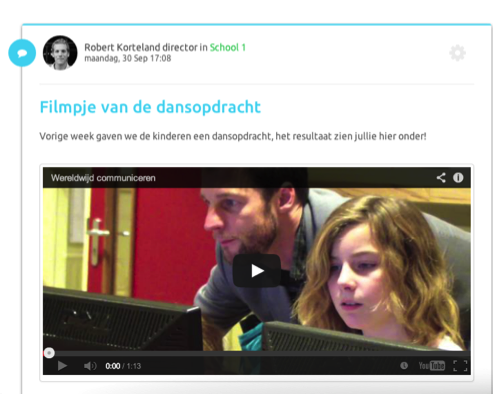 Robert Korteland director in School 1
maandag, 30 Sep 17:08
Filmpje van de dansopdracht
Vorige week gaven we de kinderen een dansopdracht, het resultaat zien jullie hier onder!
Wereldwijd communiceren
0:00 / 1:13
YouTube